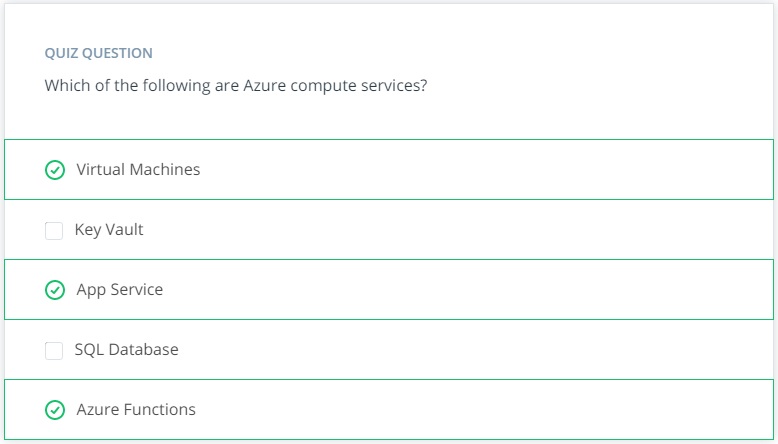 QUIZ QUESTION
Which of the following are Azure compute services?
Virtual Machines
Key Vault
App Service
SQL Database
Azure Functions